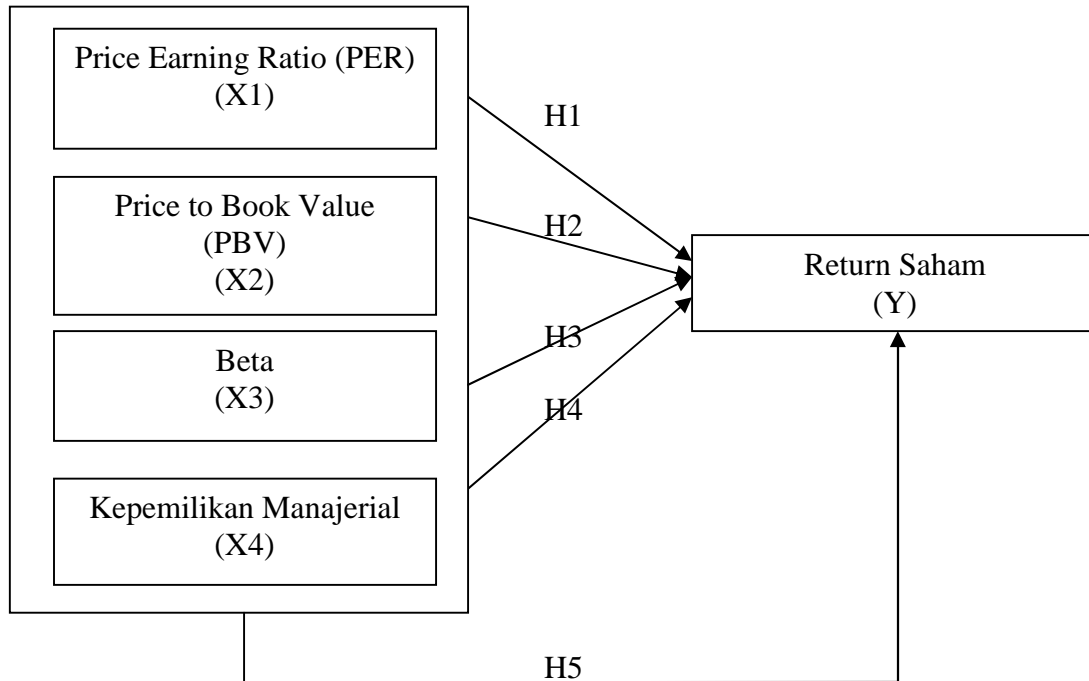 Price Earning Ratio (PER)
(X1)
H1
Price to Book Value
(PBV)
(X2)
H2
Return Saham
(Y)
Beta
(X3)
H3
H4
Kepemilikan Manajerial
(X4)
H5